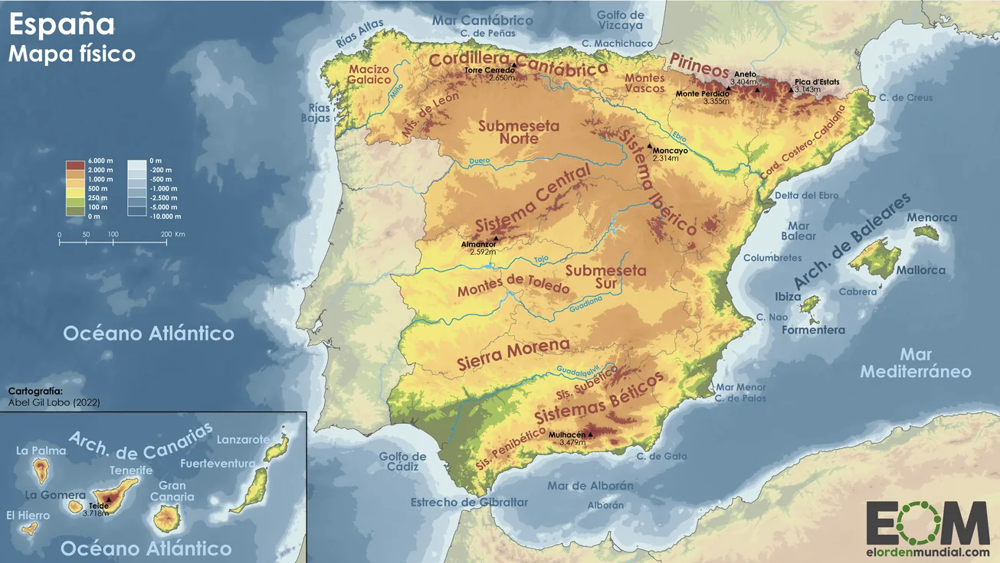 España
Mapa físico
Rías Altas
Mar Cantábrico
C. de Peñas
Golfo de
Vizcaya
C. Machichaco
Macizo
Galaico
Miño
Cordillera Cantábrica
Torre Cerredo
2.650m
Montes
Vascos
Pirineos
Aneto
3.404m
Monte Perdido
3.355m
Pica d'Estats
3.143m
C. de Creus
Rías
Bajas
Mts. de León
Submeseta
Norte
Ebro
Moncayo
2.314m
Cord. Costero-Catalana
Duero
Sistema Ibérico
Sistema Central
Delta del Ebro
6.000 m
2.000 m
1.000 m
500 m
250 m
100 m
0 m
0 m
-200 m
-500 m
-1.000 m
-2.500 m
-5.000 m
-10.000 m
0 50 100 200 Km
Almanzor
2.592m
Tajo
Submeseta
Sur
Montes de Toledo
Guadiana
Mar
Balear
Columbretes
Arch. de Baleares
Menorca
Mallorca
Cabrera
Ibiza
C. Nao
Formentera
Océano Atlántico
Sierra Morena
Guadalquivir
Sis. Subético
Sistemas Béticos
Sis. Penibético
Mulhacén
3.479m
Mar
Mediterráneo
Mar Menor
C. de Palos
C. de Gata
Golfo de
Cádiz
Estrecho de Gibraltar
Mar de Alborán
Alborán
Cartografía:
Abel Gil Lobo (2022)
Arch. de Canarias
La Palma
Lanzarote
Tenerife
Fuerteventura
La Gomera
Gran
Canaria
Teide
3.718m
El Hierro
Océano Atlántico
EOM
elordenmundial.com